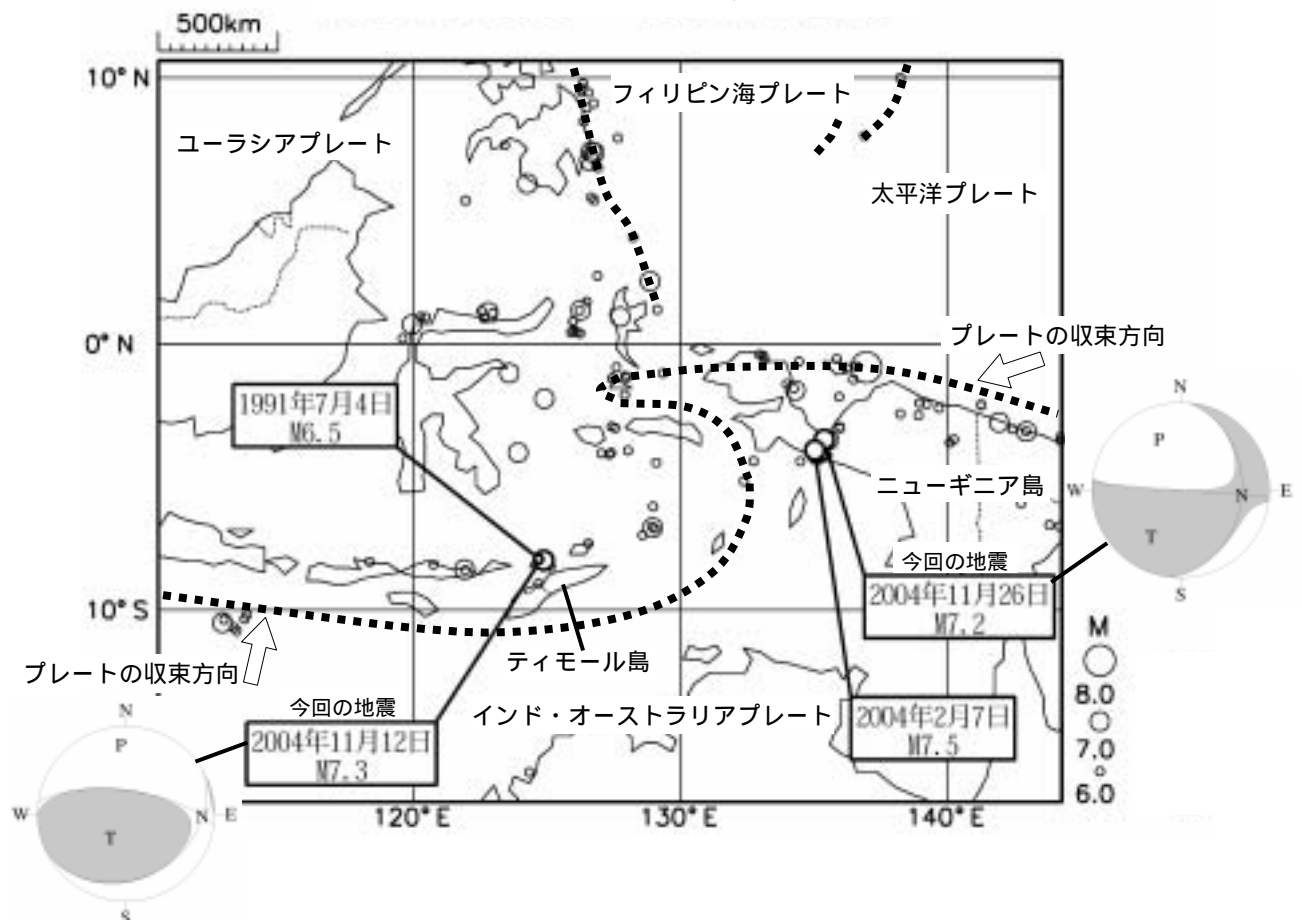 500km
10°N
フィリピン海プレート
ユーラシアプレート
太平洋プレート
プレートの収束方向
0°N
1991年7月4日
M6.5
N
P
W
N
E
T
S
ニューギニア島
今回の地震
2004年11月26日
M7.2
10°S
M
8.0
7.0
6.0
ティモール島
プレートの収束方向
今回の地震
2004年11月12日
M7.3
インド・オーストラリアプレート
2004年2月7日
M7.5
N
P
W
N
E
T
S
120°E
130°E
140°E